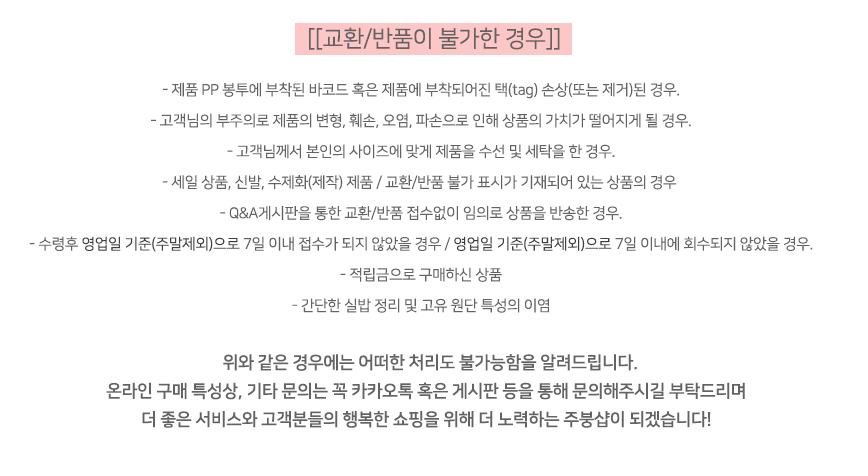 [[교환/반품이 불가한 경우]]
- 제품 PP 봉투에 부착된 바코드 혹은 제품에 부착되어진 택(tag) 손상(또는 제거)된 경우.
- 고객님의 부주의로 제품의 변형, 훼손, 오염, 파손으로 인해 상품의 가치가 떨어지게 될 경우.
- 고객님께서 본인의 사이즈에 맞게 제품을 수선 및 세탁을 한 경우.
- 세일 상품, 신발, 수제화(제작) 제품 / 교환/반품 불가 표시가 기재되어 있는 상품의 경우
- Q&A게시판을 통한 교환/반품 접수없이 임의로 상품을 반송한 경우.
- 수령후 영업일 기준(주말제외)으로 7일 이내 접수가 되지 않았을 경우 / 영업일 기준(주말제외)으로 7일 이내에 회수되지 않았을 경우.
- 적립금으로 구매하신 상품
- 간단한 실밥 정리 및 고유 원단 특성의 이염
위와 같은 경우에는 어떠한 처리도 불가능함을 알려드립니다.
온라인 구매 특성상, 기타 문의는 꼭 카카오톡 혹은 게시판 등을 통해 문의해주시길 부탁드리며
더 좋은 서비스와 고객분들의 행복한 쇼핑을 위해 더 노력하는 주붕샵이 되겠습니다!